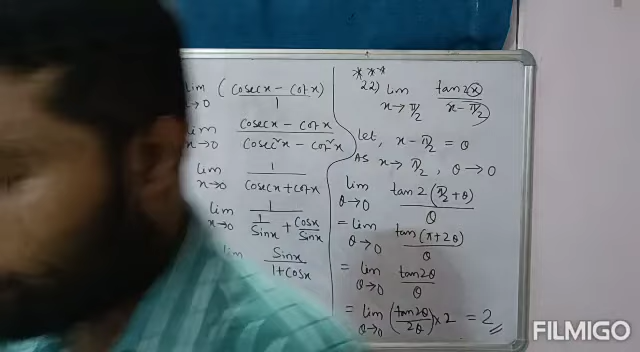 lim x→0 (cosecx - cotx)/1
lim x→0 cosecx - cotx / cosec²x - cot²x
lim x→0 1 / cosecx + cotx
lim x→0 1 / 1/sinx + cosx/sinx
lim sinx / 1+cosx
***
22) lim x→π/2 tan2x / x - π/2
Let, x - π/2 = θ
As x→π/2, θ→0
lim θ→0 tan2(π/2+θ) / θ
= lim θ→0 tan(π+2θ) / θ
= lim θ→0 tan2θ / θ
= lim θ→0 (tan2θ/2θ)×2 = 2
FILMIGO